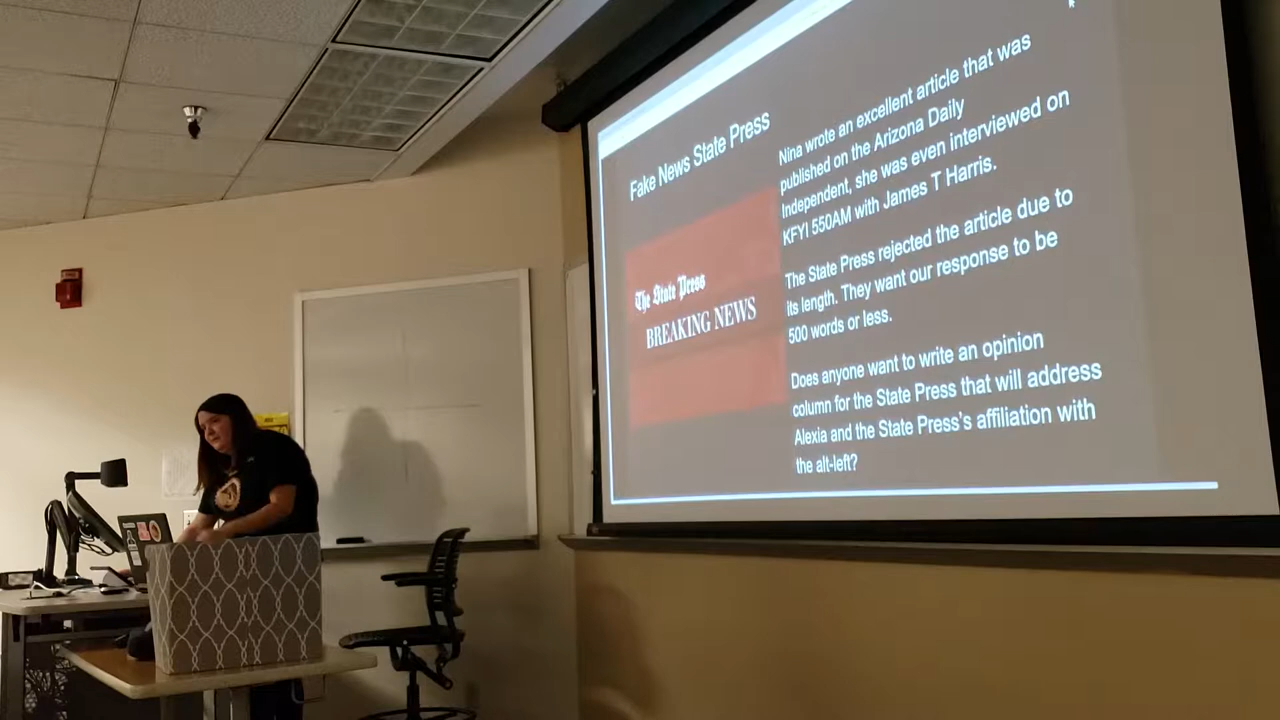 Fake News State Press
The State Press
BREAKING NEWS
Nina wrote an excellent article that was
published on the Arizona Daily
Independent, she was even interviewed on
KFYI 550AM with James T Harris.
The State Press rejected the article due to
its length. They want our response to be
500 words or less.
Does anyone want to write an opinion
column for the State Press that will address
Alexia and the State Press's affiliation with
the alt-left?